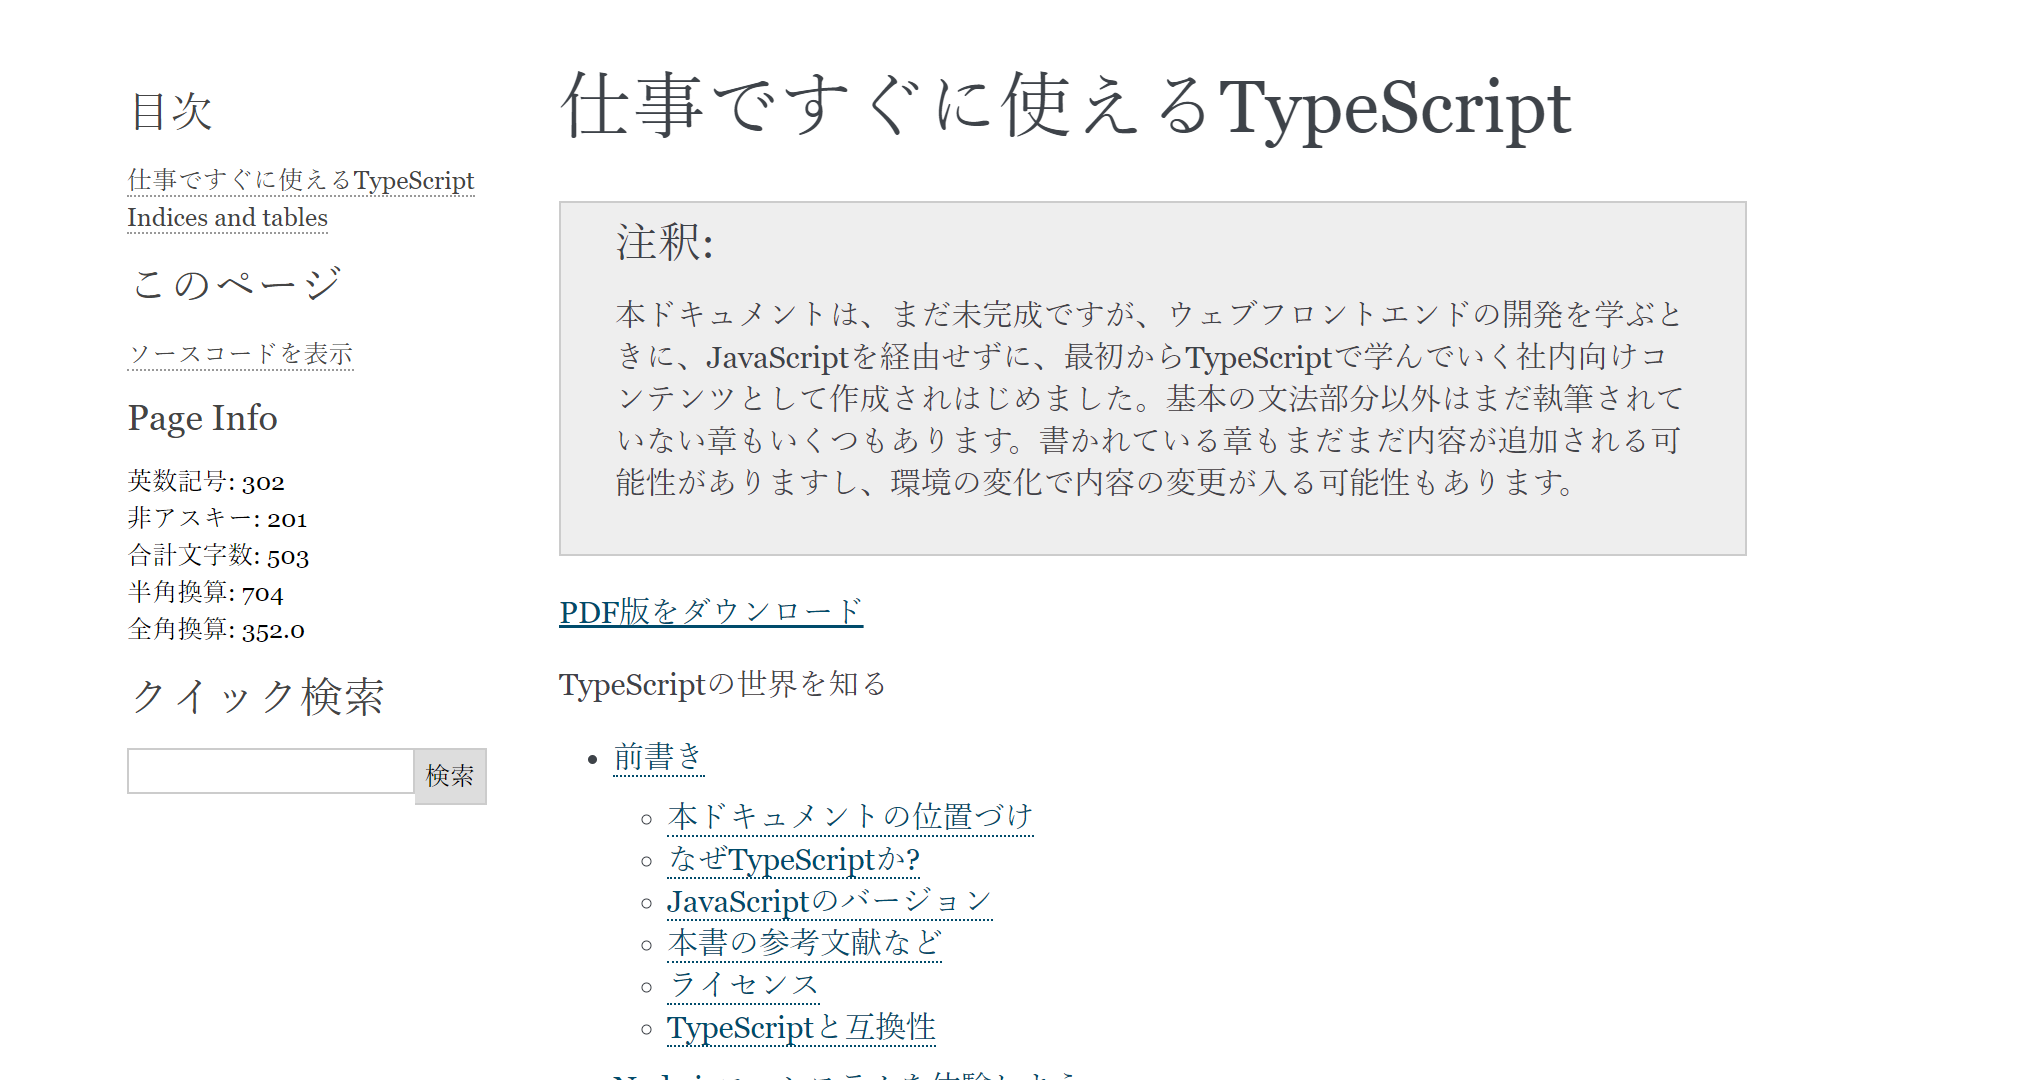 目次
仕事ですぐに使えるTypeScript
Indices and tables
このページ
ソースコードを表示
Page Info
英数記号: 302
非アスキー: 201
合計文字数: 503
半角換算: 704
全角換算: 352.0
クイック検索
検索
仕事ですぐに使えるTypeScript
注釈:
本ドキュメントは、まだ未完成ですが、ウェブフロントエンドの開発を学ぶと
きに、JavaScriptを経由せずに、最初からTypeScriptで学んでいく社内向けコ
ンテンツとして作成されはじめました。基本の文法部分以外はまだ執筆されて
いない章もいくつもあります。書かれている章もまだまだ内容が追加される可
能性がありますし、環境の変化で内容の変更が入る可能性もあります。
PDF版をダウンロード
TypeScriptの世界を知る
前書き
本ドキュメントの位置づけ
なぜTypeScriptか?
JavaScriptのバージョン
本書の参考文献など
ライセンス
TypeScriptと互換性